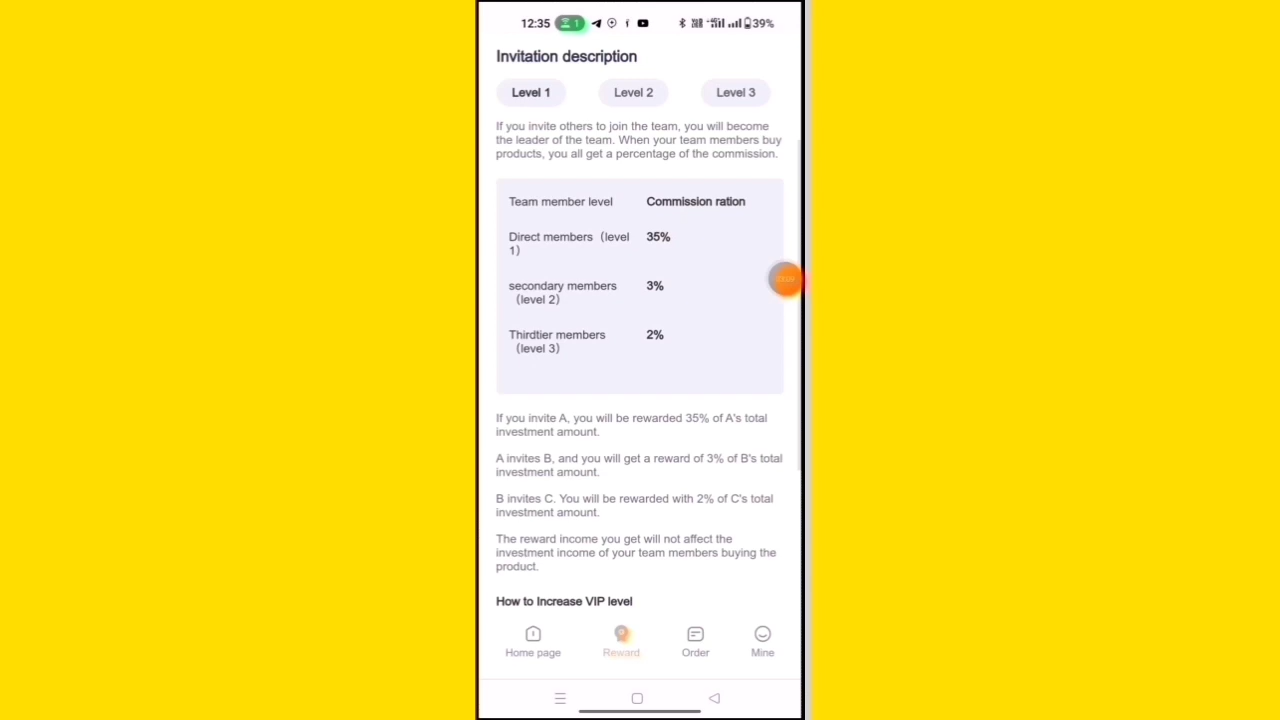 12:35 1 39%
Invitation description
Level 1 Level 2 Level 3
If you invite others to join the team, you will become
the leader of the team. When your team members buy
products, you all get a percentage of the commission.
Team member level Commission ration
Direct members（level 35%
1）
secondary members 3%
（level 2）
Thirdtier members 2%
（level 3）
If you invite A, you will be rewarded 35% of A's total
investment amount.
A invites B, and you will get a reward of 3% of B's total
investment amount.
B invites C. You will be rewarded with 2% of C's total
investment amount.
The reward income you get will not affect the
investment income of your team members buying the
product.
How to Increase VIP level
Home page Reward Order Mine